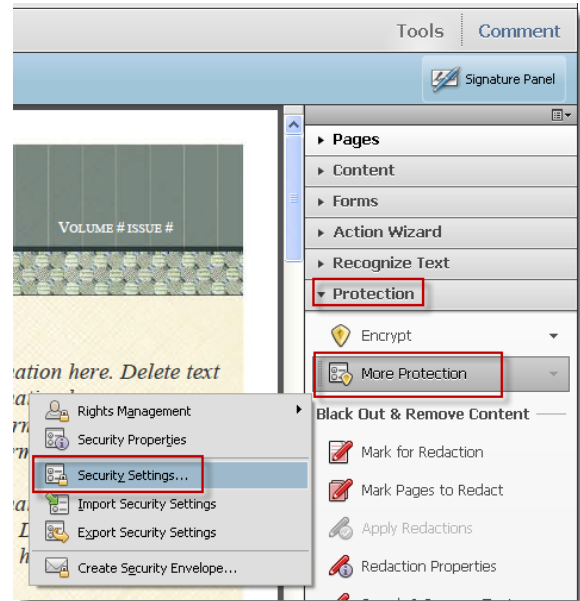 Tools Comment
Signature Panel
Pages
Content
Forms
Action Wizard
Recognize Text
Protection
Encrypt
More Protection
Black Out & Remove Content
Mark for Redaction
Mark Pages to Redact
Apply Redactions
Redaction Properties
VOLUME # ISSUE #
ation here. Delete text
Rights Management
Security Properties
Security Settings...
Import Security Settings
Export Security Settings
Create Security Envelope...